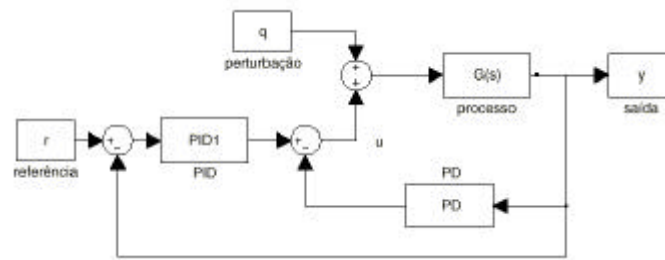 q
perturbação
G(s)
processo
y
saída
r
referência
PID1
PID
u
PD
PD